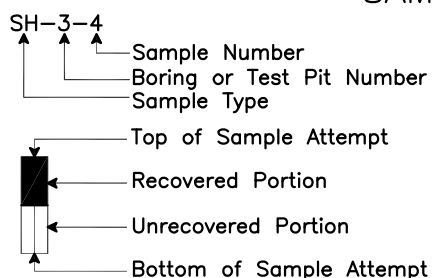 SAM
SH-3-4
Sample Number
Boring or Test Pit Number
Sample Type
Top of Sample Attempt
Recovered Portion
Unrecovered Portion
Bottom of Sample Attempt